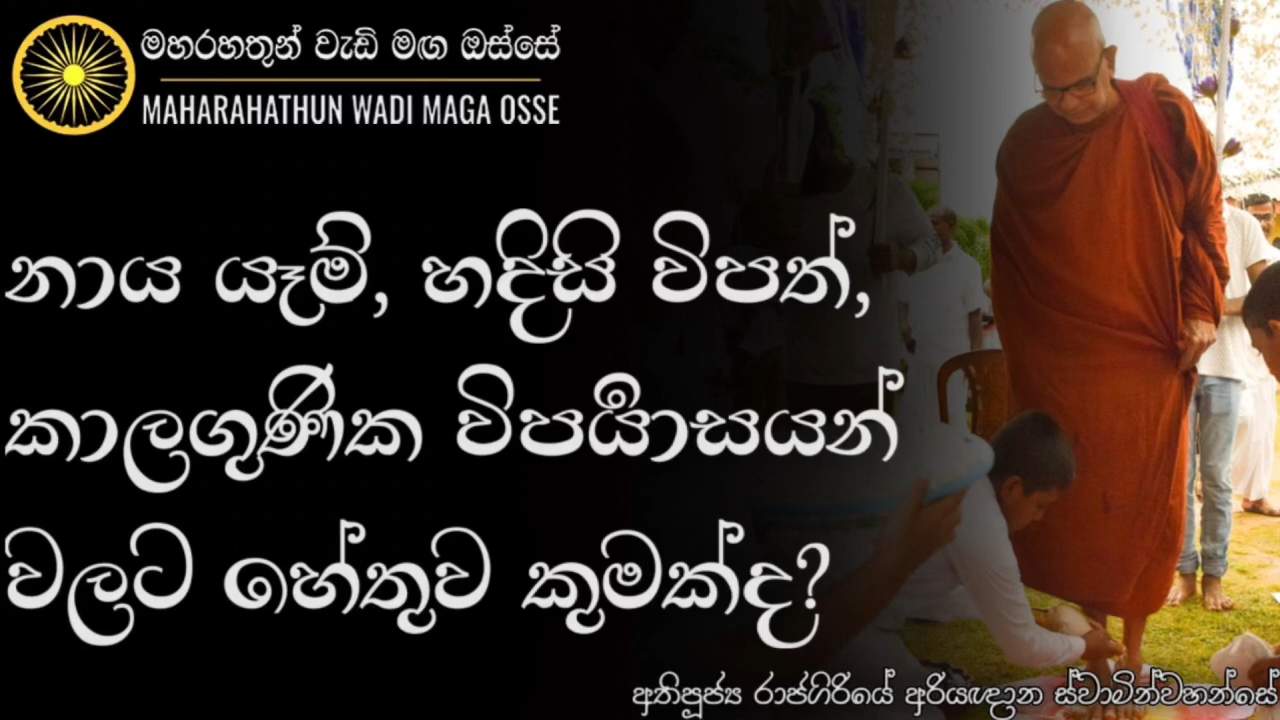 මහරහතුන් වැඩි මඟ ඔස්සේ
MAHARAHATHUN WADI MAGA OSSE
නාය යෑම්, හදිසි විපත්,
කාලගුණික විපර්‍යාසයන්
වලට හේතුව කුමක්ද?
අතිපූජ්‍ය රාජගිරියේ අරියඥාන ස්වාමින්වහන්සේ